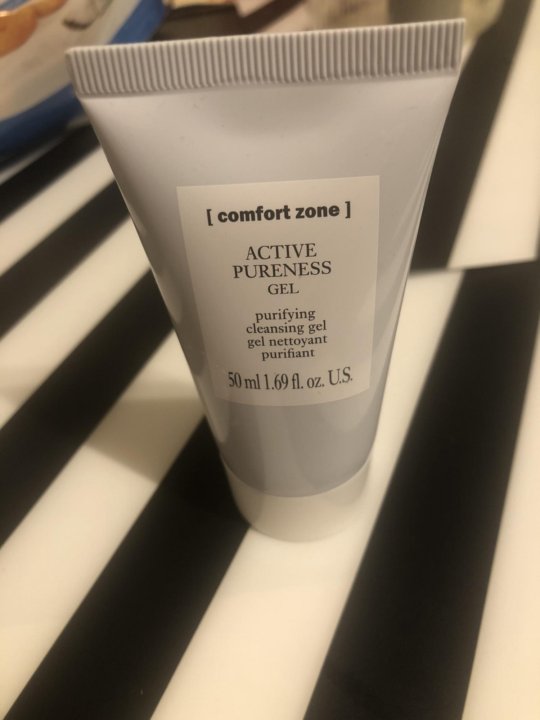 [ comfort zone ]
ACTIVE
PURENESS
GEL
purifying
cleansing gel
gel nettoyant
purifiant
50 ml 1.69 fl. oz. U.S.